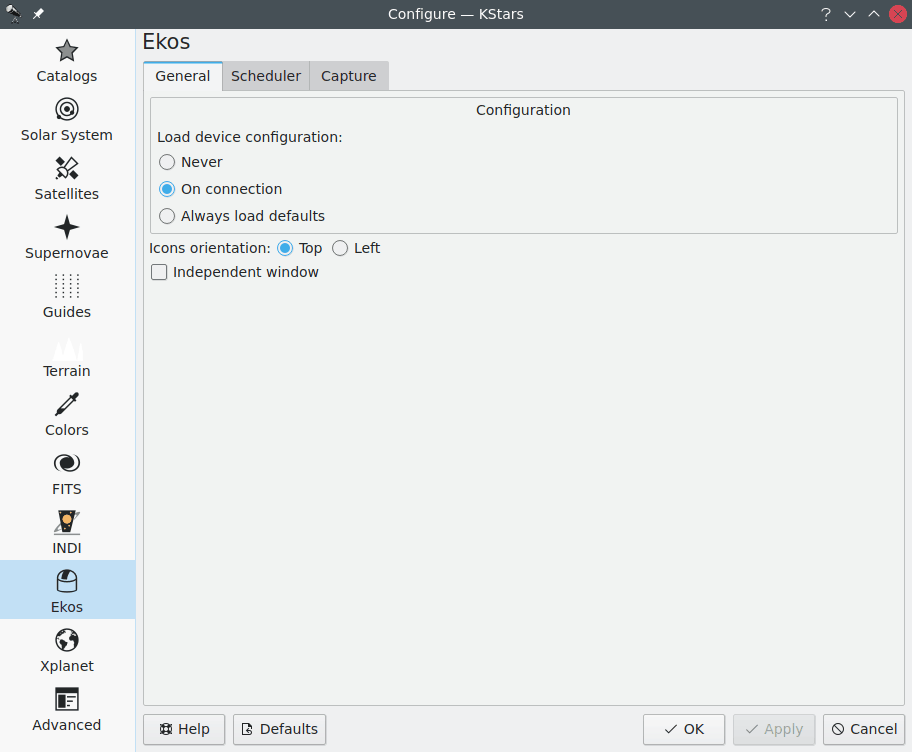 Configure — KStars
?
Catalogs
Solar System
Satellites
Supernovae
Guides
Terrain
Colors
FITS
INDI
Ekos
Xplanet
Advanced
Ekos
General Scheduler Capture
Configuration
Load device configuration:
Never
On connection
Always load defaults
Icons orientation: Top Left
Independent window
Help Defaults OK Apply Cancel